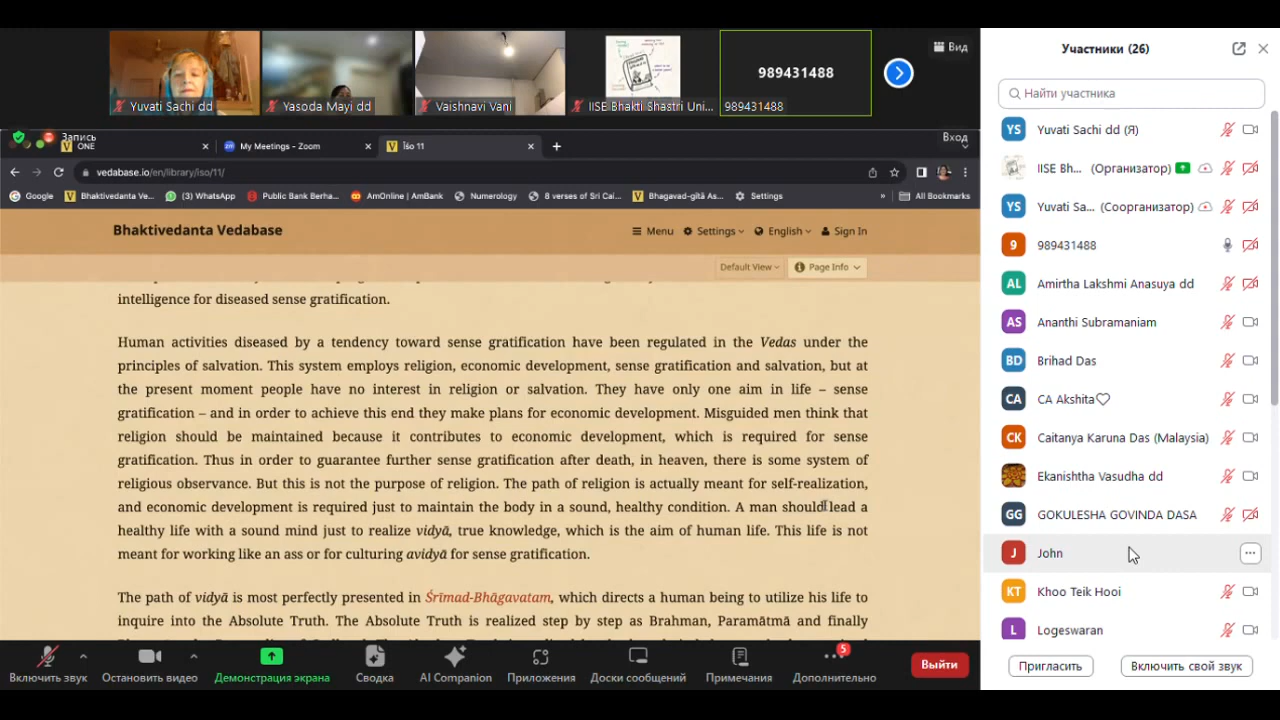 Yuvati Sachi dd
Yasoda Mayi dd
Vaishnavi Vani
IISE Bhakti Shastri Uni...
989431488
989431488
Вид
Запись
ONE
My Meetings - Zoom
Īśo 11
Вход
vedabase.io/en/library/iso/11/
Google
Bhaktivedanta Ve...
(3) WhatsApp
Public Bank Berha...
AmOnline | AmBank
Numerology
8 verses of Sri Cai...
Bhagavad-gītā As...
Settings
»
All Bookmarks
Bhaktivedanta Vedabase
Menu
Settings
English
Sign In
Default View
Page Info
intelligence for diseased sense gratification.
Human activities diseased by a tendency toward sense gratification have been regulated in the Vedas under the
principles of salvation. This system employs religion, economic development, sense gratification and salvation, but at
the present moment people have no interest in religion or salvation. They have only one aim in life – sense
gratification – and in order to achieve this end they make plans for economic development. Misguided men think that
religion should be maintained because it contributes to economic development, which is required for sense
gratification. Thus in order to guarantee further sense gratification after death, in heaven, there is some system of
religious observance. But this is not the purpose of religion. The path of religion is actually meant for self-realization,
and economic development is required just to maintain the body in a sound, healthy condition. A man should lead a
healthy life with a sound mind just to realize vidyā, true knowledge, which is the aim of human life. This life is not
meant for working like an ass or for culturing avidyā for sense gratification.
The path of vidyā is most perfectly presented in Śrīmad-Bhāgavatam, which directs a human being to utilize his life to
inquire into the Absolute Truth. The Absolute Truth is realized step by step as Brahman, Paramātmā and finally
Включить звук
Остановить видео
Демонстрация экрана
Сводка
AI Companion
Приложения
Доски сообщений
Примечания
5
Дополнительно
Выйти
Участники (26)
Найти участника
YS Yuvati Sachi dd (Я)
IISE Bh... (Организатор)
YS Yuvati Sa... (Соорганизатор)
9 989431488
AL Amirtha Lakshmi Anasuya dd
AS Ananthi Subramaniam
BD Brihad Das
CA CA Akshita♡
CK Caitanya Karuna Das (Malaysia)
Ekanishtha Vasudha dd
GG GOKULESHA GOVINDA DASA
J John
KT Khoo Teik Hooi
L Logeswaran
Пригласить
Включить свой звук